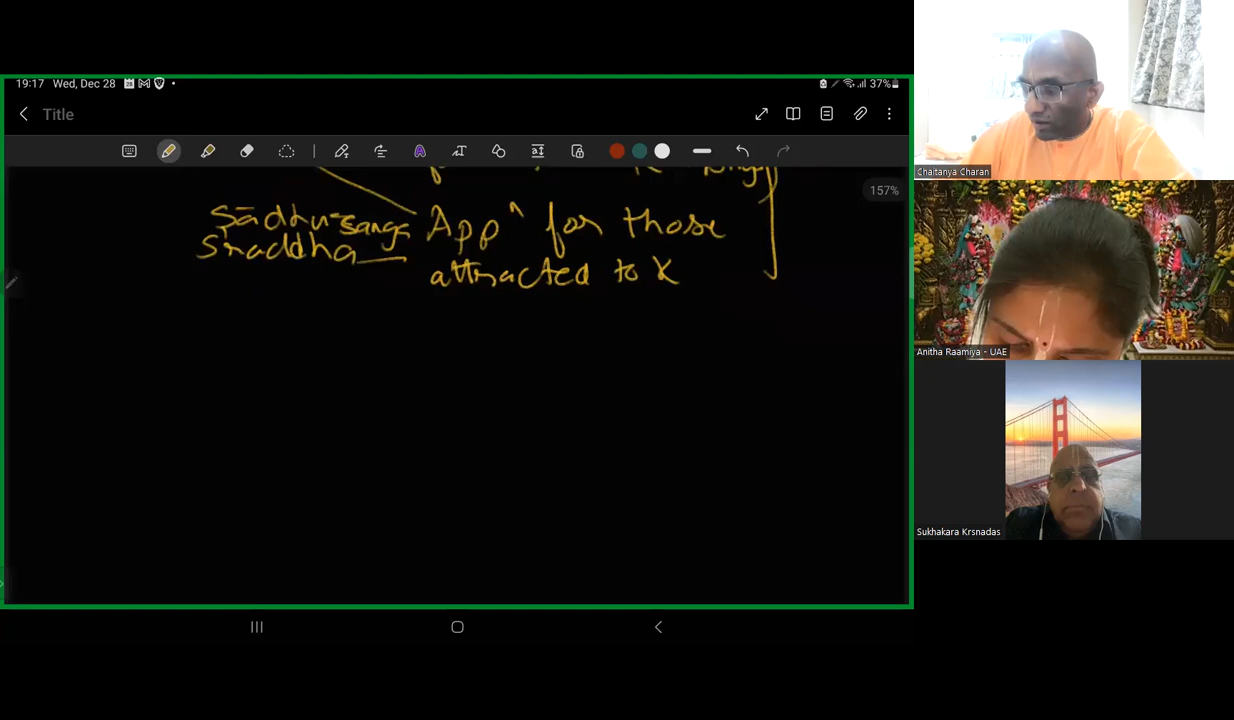 19:17 Wed, Dec 28
37%
Title
157%
Sādhu-sanga App^ for those
Sraddha attracted to K
Chaitanya Charan
Anitha Raamiya - UAE
Sukhakara Krsnadas